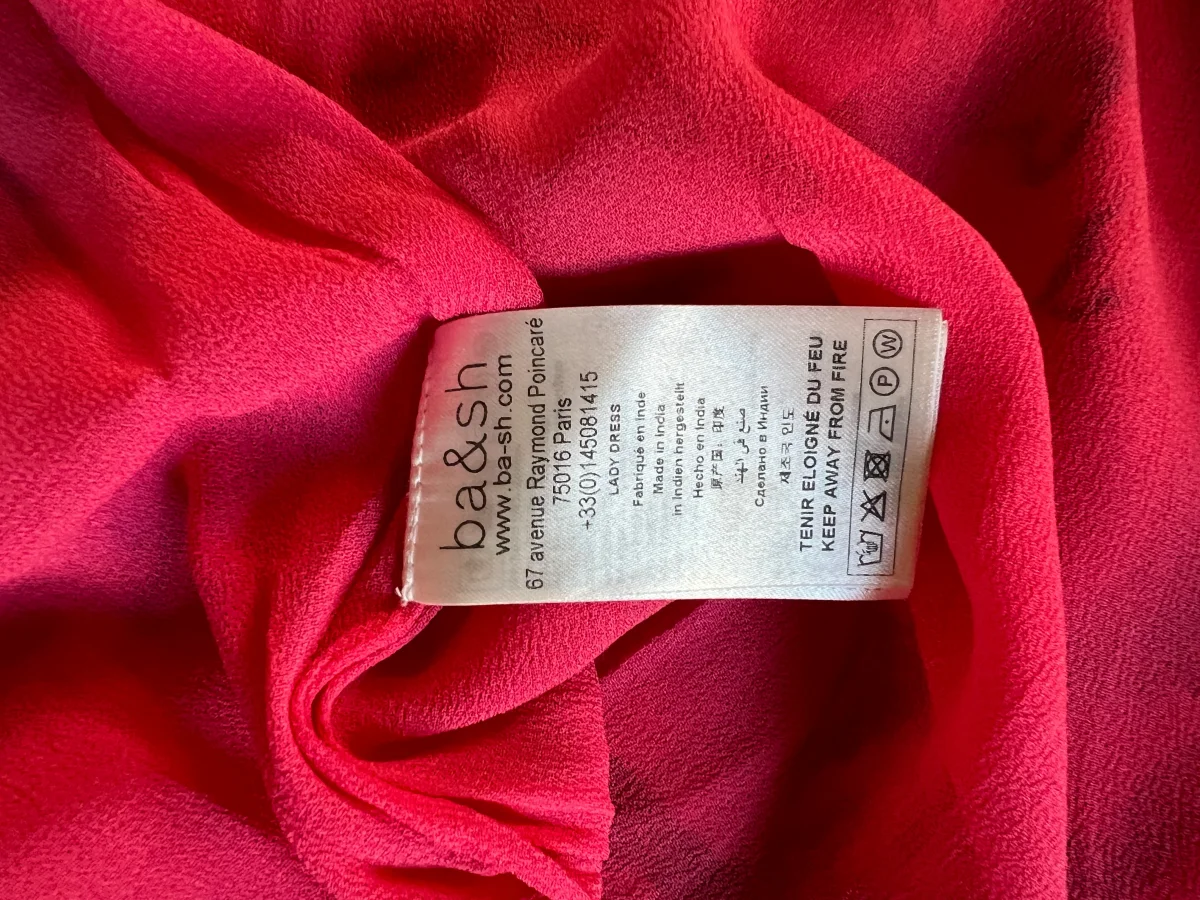 ba&sh
www.ba-sh.com
67 avenue Raymond Poincaré
75016 Paris
+33(0)145081415
LADY DRESS
Fabriqué en Inde
Made in India
in Indien hergestellt
Hecho en India
原产国：印度
صنع في الهند
Сделано в Индии
제조국 인도
TENIR ELOIGNÉ DU FEU
KEEP AWAY FROM FIRE
P W